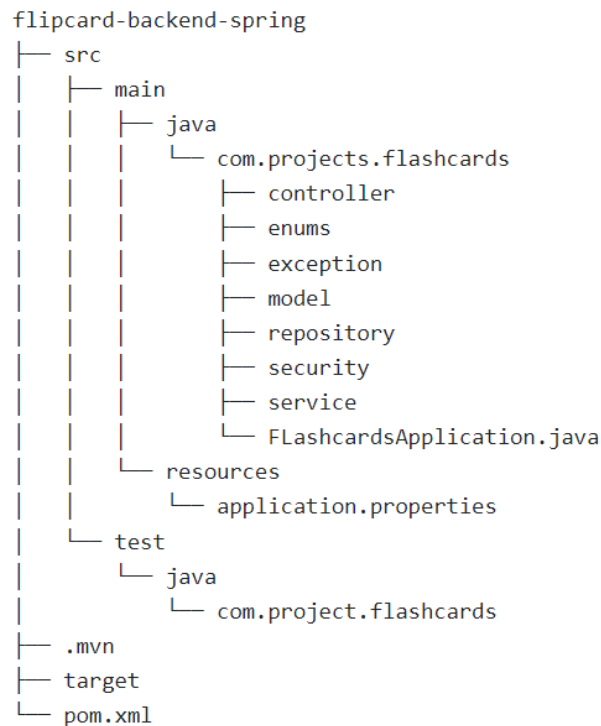 flipcard-backend-spring
├── src
│   ├── main
│   │   ├── java
│   │   │   └── com.projects.flashcards
│   │   │       ├── controller
│   │   │       ├── enums
│   │   │       ├── exception
│   │   │       ├── model
│   │   │       ├── repository
│   │   │       ├── security
│   │   │       ├── service
│   │   │       └── FLashcardsApplication.java
│   │   └── resources
│   │       └── application.properties
│   └── test
│       └── java
│           └── com.project.flashcards
├── .mvn
├── target
└── pom.xml